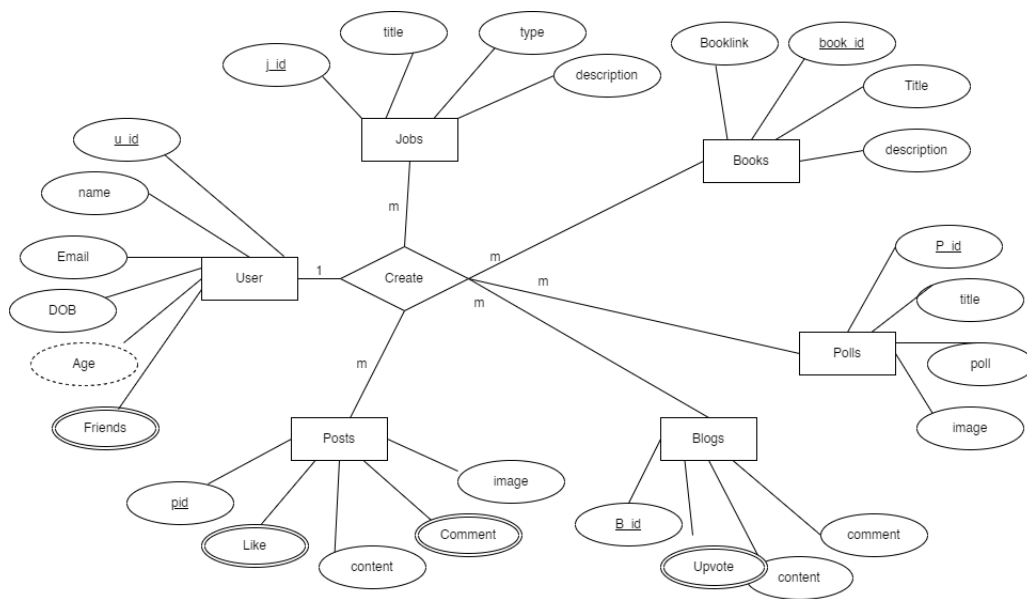 title
type
Booklink
book_id
j_id
description
Title
Jobs
Books
description
u_id
name
m
P_id
Email
User
1
Create
m
m
m
title
DOB
Age
m
Polls
poll
Friends
Posts
Blogs
image
image
pid
Like
Comment
B_id
comment
content
Upvote
content